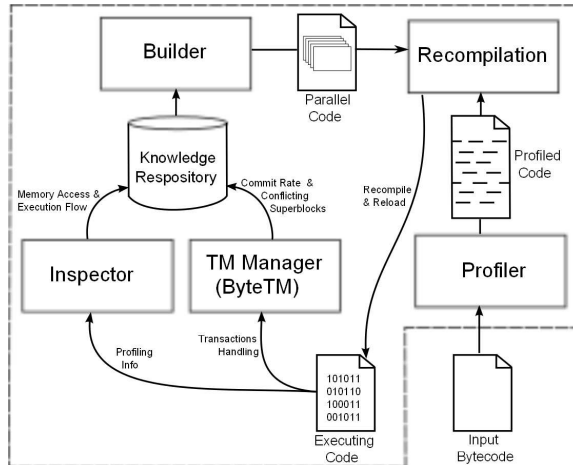 Builder
Recompilation
Parallel
Code
Knowledge
Respository
Profiled
Code
Memory Access &
Execution Flow
Commit Rate &
Conflicting
Superblocks
Recompile
& Reload
Inspector
TM Manager
(ByteTM)
Profiler
Profiling
Info
Transactions
Handling
101011
010110
100011
001011
Executing
Code
Input
Bytecode